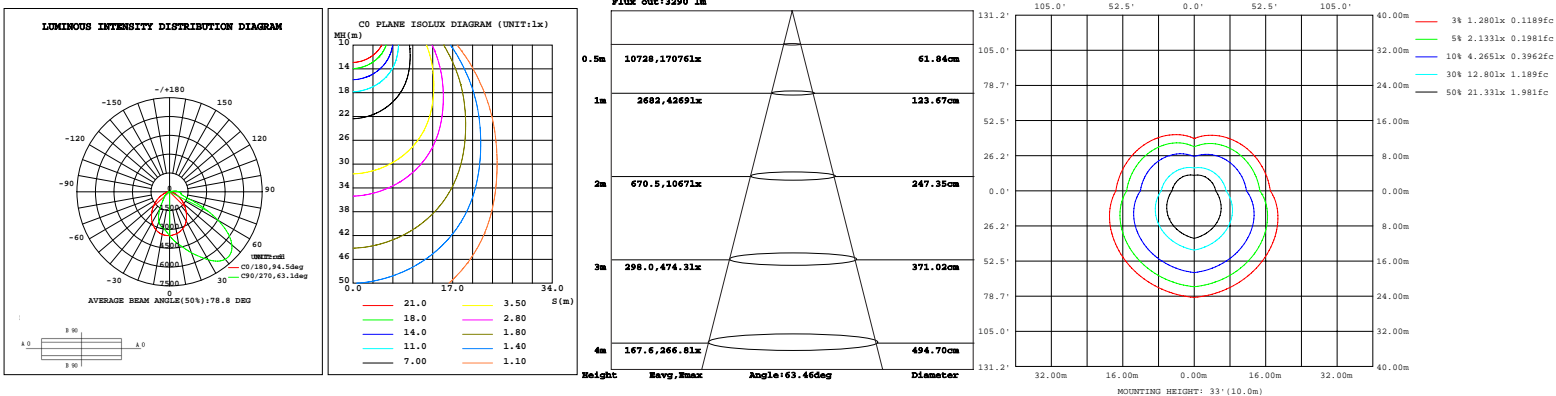 LUMINOUS INTENSITY DISTRIBUTION DIAGRAM
-/+180
-150 150
-120 120
-90 90
-60 60
-30 30
0
0
1500
3000
4500
6000
7500
UNIT:cd
C0/180,94.5deg
C90/270,63.1deg
AVERAGE BEAM ANGLE(50%):78.8 DEG
B 90
A 0 A 0
B 90
C0 PLANE ISOLUX DIAGRAM (UNIT:lx)
MH(m)
10
14
18
22
26
30
34
38
42
46
50
0.0 17.0 34.0
S(m)
21.0 3.50
18.0 2.80
14.0 1.80
11.0 1.40
7.00 1.10
Flux out:3290 lm
0.5m 10728,17076lx 61.84cm
1m 2682,4269lx 123.67cm
2m 670.5,1067lx 247.35cm
3m 298.0,474.3lx 371.02cm
4m 167.6,266.8lx 494.70cm
Height Eavg,Emax Angle:63.46deg Diameter
105.0' 52.5' 0.0' 52.5' 105.0'
131.2' 40.00m
105.0' 32.00m
78.7' 24.00m
52.5' 16.00m
26.2' 8.00m
0.0' 0.00m
26.2' 8.00m
52.5' 16.00m
78.7' 24.00m
105.0' 32.00m
131.2' 40.00m
32.00m 16.00m 0.00m 16.00m 32.00m
MOUNTING HEIGHT: 33'(10.0m)
3% 1.280lx 0.1189fc
5% 2.133lx 0.1981fc
10% 4.265lx 0.3962fc
30% 12.80lx 1.189fc
50% 21.33lx 1.981fc